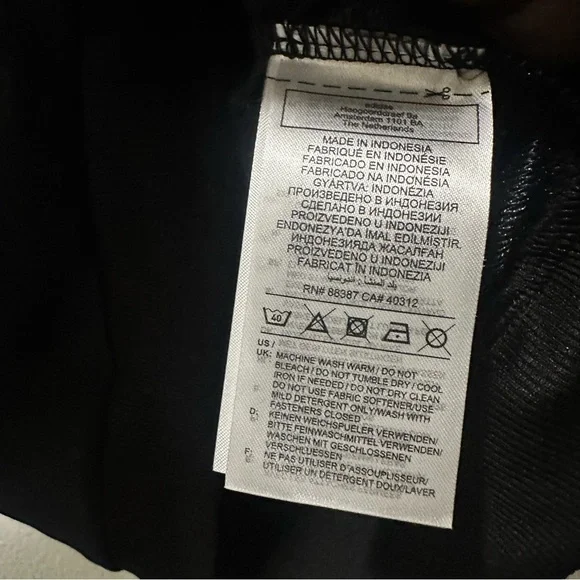 adidas
Hoogoorddreef 9a
Amsterdam 1101 BA
The Netherlands
MADE IN INDONESIA
FABRIQUÉ EN INDONÉSIE
FABRICADO EN INDONESIA
FABRICADO NA INDONÉSIA
GYÁRTVA: INDONÉZIA
ПРОИЗВЕДЕНО В ИНДОНЕЗИЯ
СДЕЛАНО В ИНДОНЕЗИИ
PROIZVEDENO U INDONEZIJI
ENDONEZYA'DA İMAL EDİLMİŞTİR.
ИНДОНЕЗИЯДА ЖАСАЛҒАН
PROIZVEDENO U INDONEZIJI
FABRICAT ÎN INDONEZIA
بلد المنشأ: اندونيسيا
RN# 88387 CA# 40312
40
US /
UK: MACHINE WASH WARM / DO NOT
BLEACH / DO NOT TUMBLE DRY / COOL
IRON IF NEEDED / DO NOT DRY CLEAN
DO NOT USE FABRIC SOFTENER/USE
MILD DETERGENT ONLY/WASH WITH
FASTENERS CLOSED
D: KEINEN WEICHSPUELER VERWENDEN/
BITTE FEINWASCHMITTEL VERWENDEN/
WASCHEN MIT GESCHLOSSENEN
VERSCHLUESSEN
F: NE PAS UTILISER D'ASSOUPLISEUR/
UTILISER UN DETERGENT DOUX/LAVER